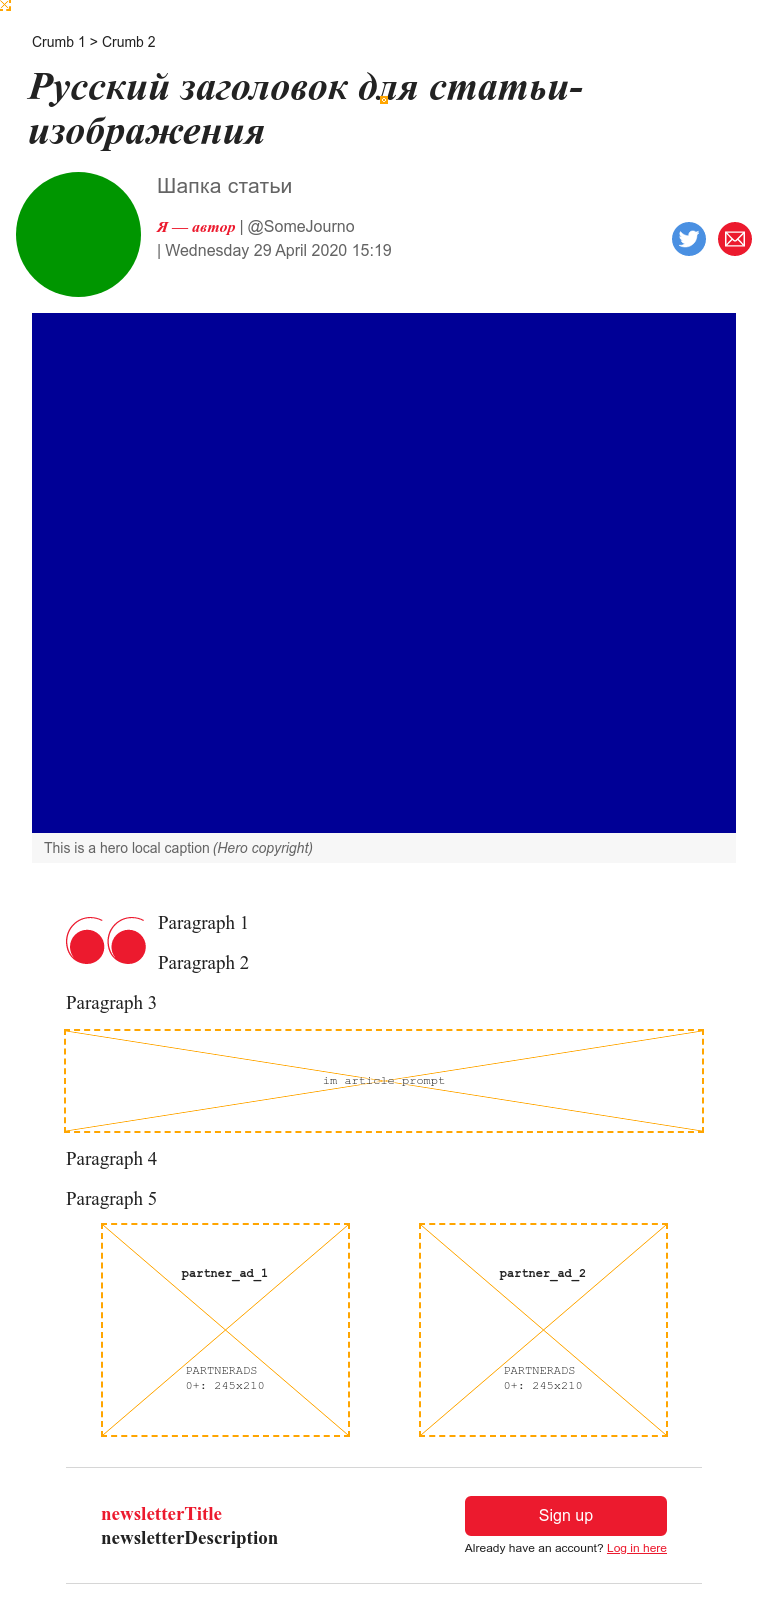 Crumb 1 > Crumb 2
Русский заголовок для статьи-
изображения
Шапка статьи
Я — автор | @SomeJourno
| Wednesday 29 April 2020 15:19
This is a hero local caption (Hero copyright)
Paragraph 1
Paragraph 2
Paragraph 3
im article prompt
Paragraph 4
Paragraph 5
partner_ad_1
PARTNERADS
0+: 245x210
partner_ad_2
PARTNERADS
0+: 245x210
newsletterTitle
newsletterDescription
Sign up
Already have an account? Log in here